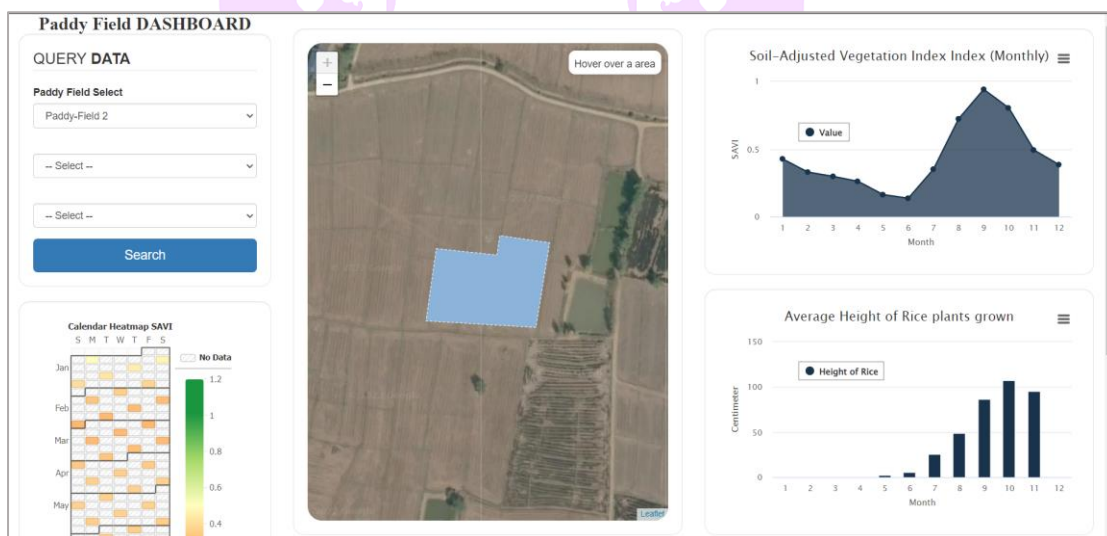 Paddy Field DASHBOARD
QUERY DATA
Paddy Field Select
Paddy-Field 2
-- Select --
-- Select --
Search
Calendar Heatmap SAVI
S M T W T F S
Jan
Feb
Mar
Apr
May
No Data
1.2
1
0.8
0.6
0.4
+
−
Hover over a area
Leaflet
Soil-Adjusted Vegetation Index Index (Monthly)
1
0.5
0
SAVI
Value
1 2 3 4 5 6 7 8 9 10 11 12
Month
Average Height of Rice plants grown
150
100
50
0
Centimeter
Height of Rice
1 2 3 4 5 6 7 8 9 10 11 12
Month